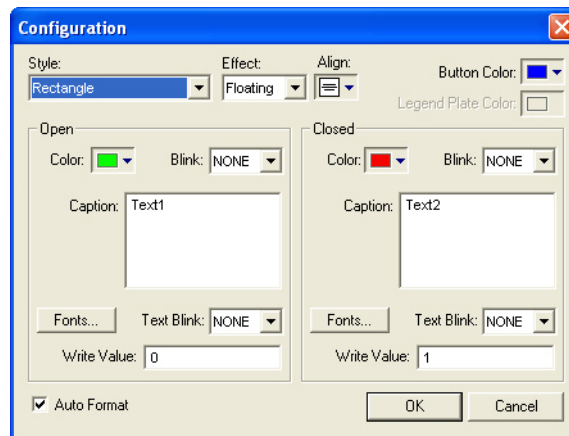 Configuration
Style: Effect: Align:
Rectangle Floating Button Color:
Legend Plate Color:
Open Closed
Color: Blink: NONE Color: Blink: NONE
Caption: Text1 Caption: Text2
Fonts... Text Blink: NONE Fonts... Text Blink: NONE
Write Value: 0 Write Value: 1
Auto Format OK Cancel